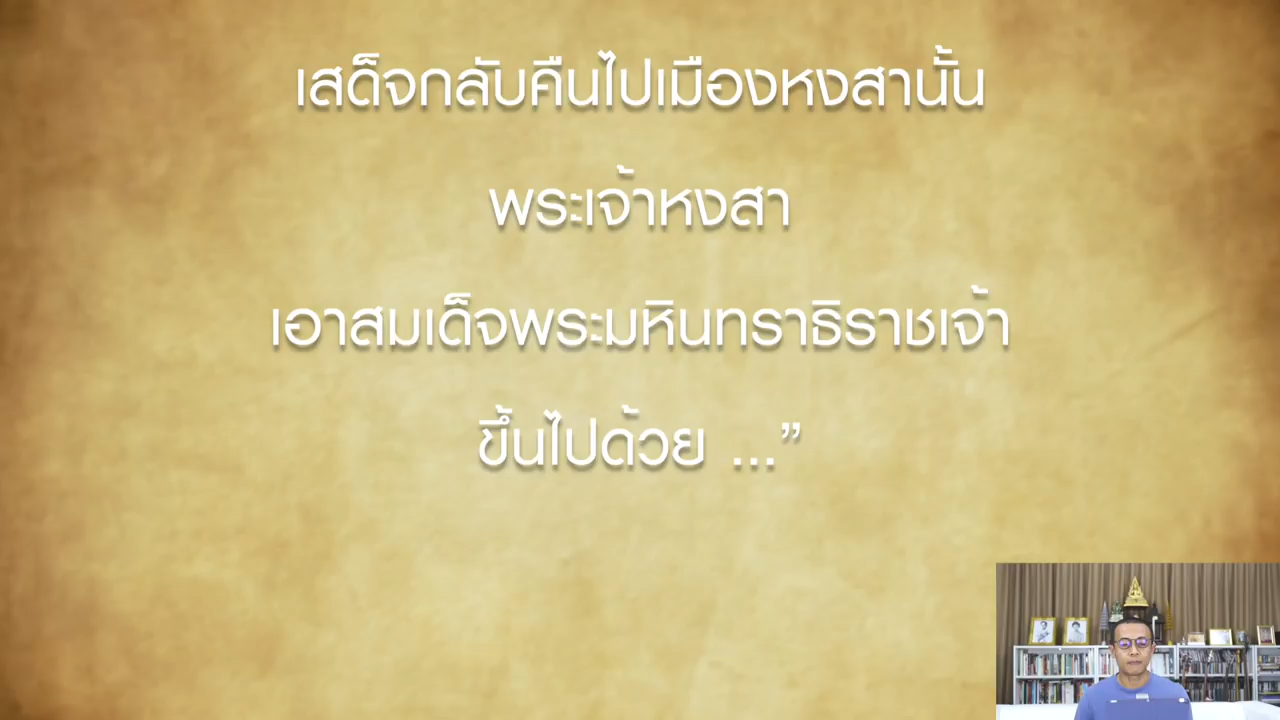 เสด็จกลับคืนไปเมืองหงสานั้น
พระเจ้าหงสา
เอาสมเด็จพระมหินทราธิราชเจ้า
ขึ้นไปด้วย ...”